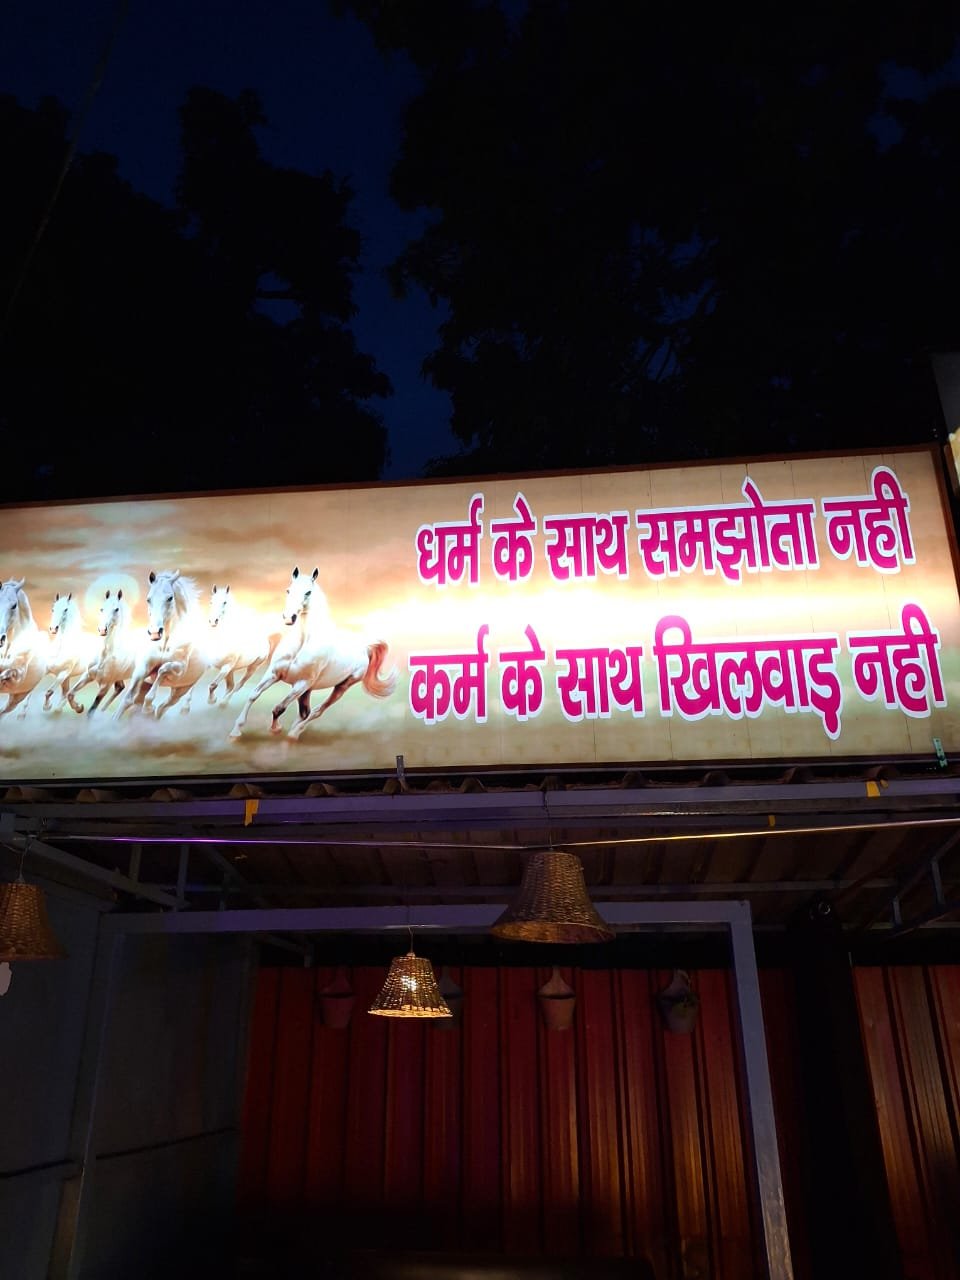 धर्म के साथ समझोता नही
कर्म के साथ खिलवाड़ नही